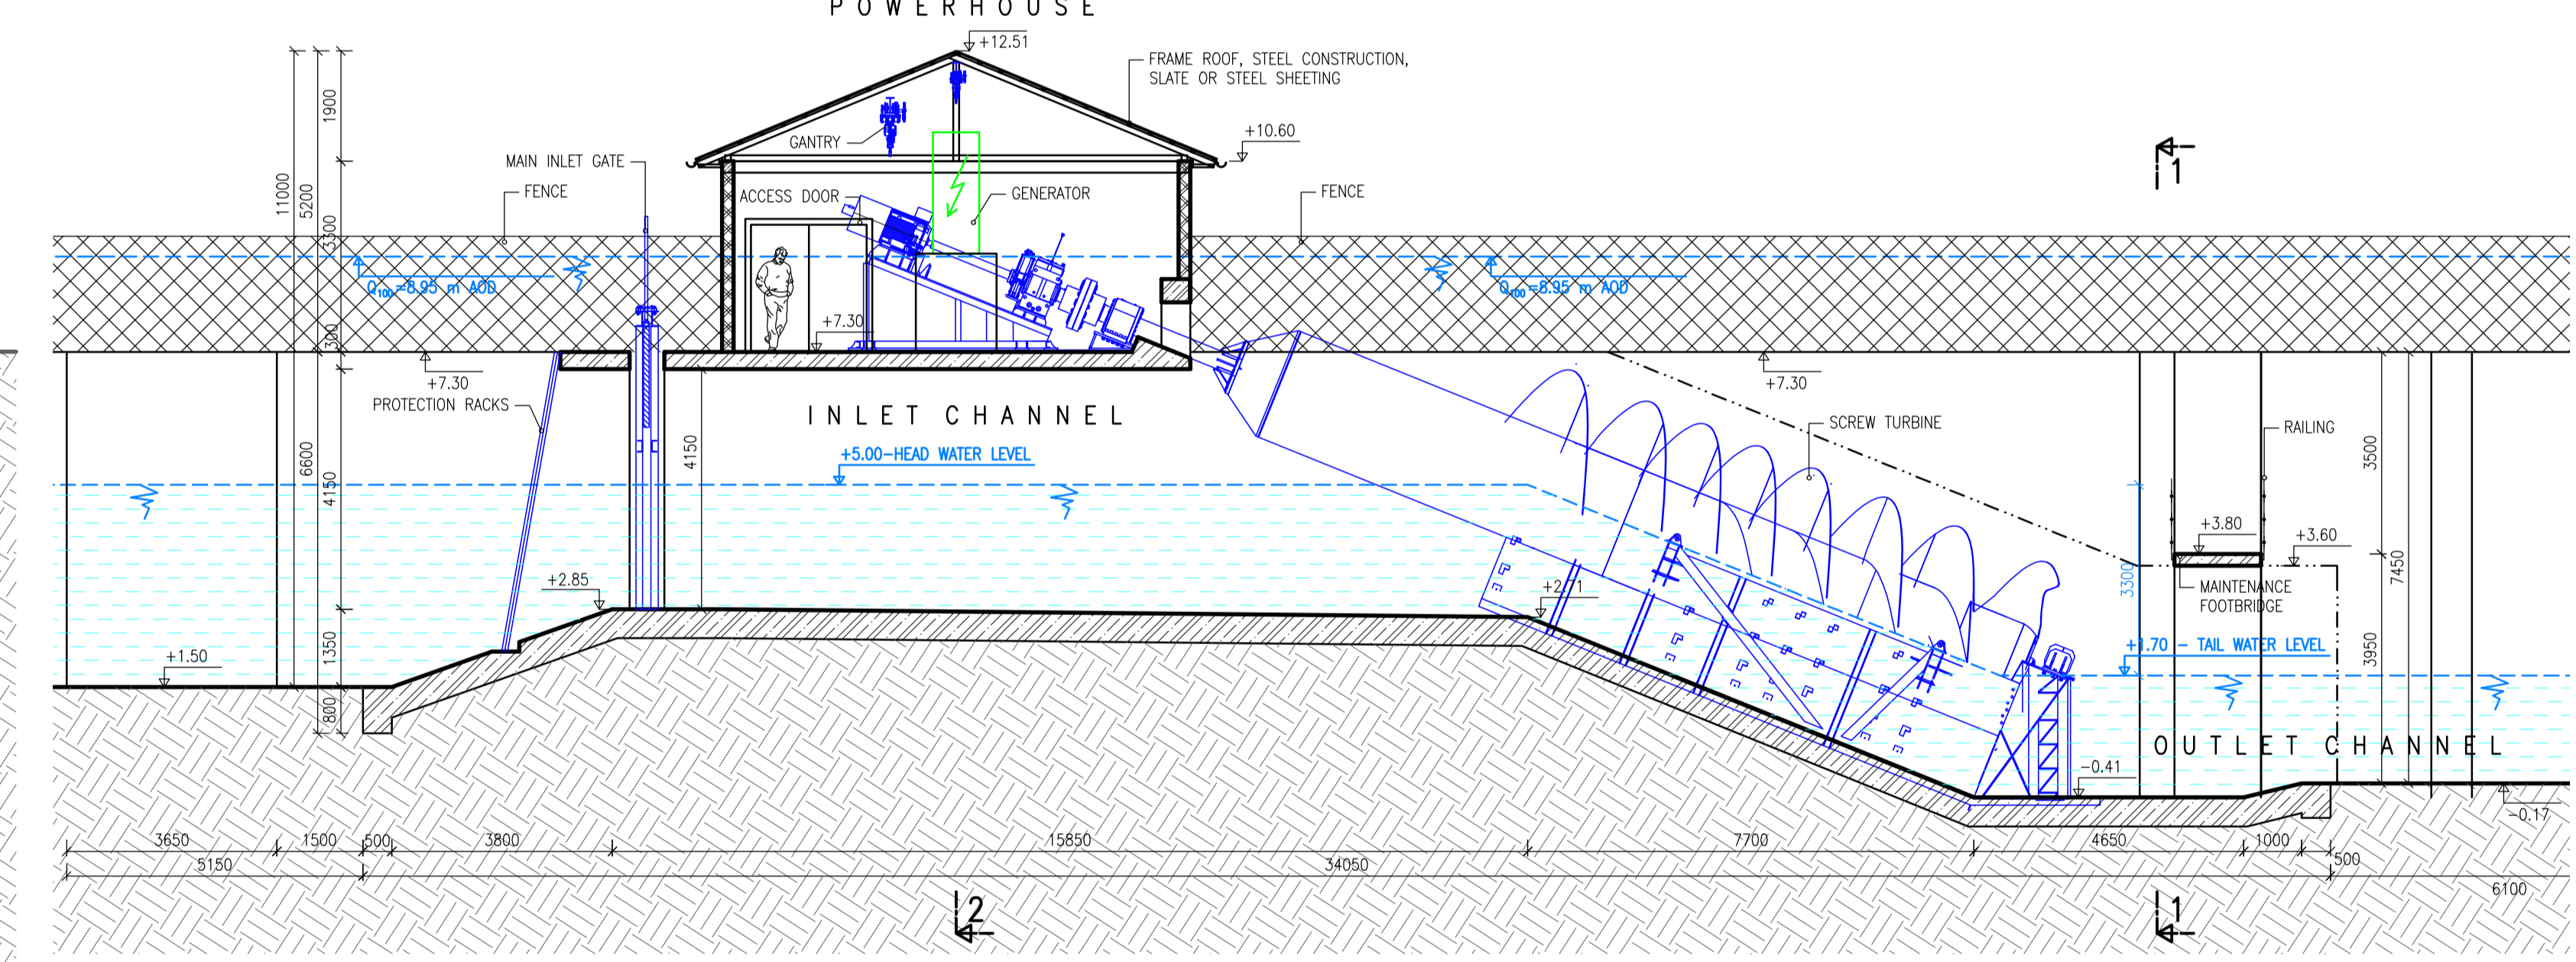 POWERHOUSE
+12.51
FRAME ROOF, STEEL CONSTRUCTION,
SLATE OR STEEL SHEETING
1900
GANTRY
+10.60
1
MAIN INLET GATE
11000
5200
3300
FENCE
ACCESS DOOR
GENERATOR
FENCE
Q100=8.95 m AOD
Q100=8.95 m AOD
+7.30
300
+7.30
+7.30
PROTECTION RACKS
INLET CHANNEL
SCREW TURBINE
RAILING
3500
6600
4150
4150
+5.00-HEAD WATER LEVEL
+3.80
+3.60
7450
3300
MAINTENANCE
FOOTBRIDGE
+2.85
+2.71
+1.50
1350
+1.70 - TAIL WATER LEVEL
3950
800
OUTLET CHANNEL
-0.41
-0.17
3650
1500
500
3800
15850
7700
4650
1000
500
5150
34050
6100
2
1